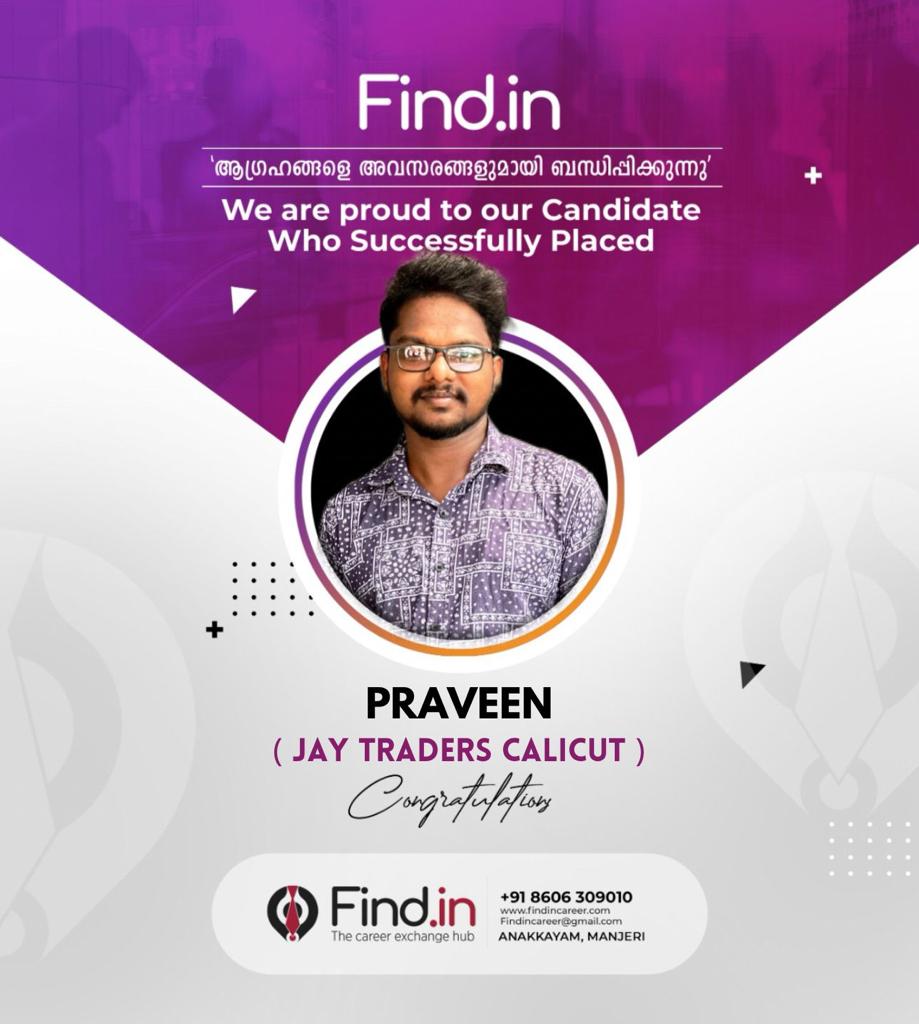 Find.in
'ആഗ്രഹങ്ങളെ അവസരങ്ങളുമായി ബന്ധിപ്പിക്കുന്നു'
We are proud to our Candidate
Who Successfully Placed
PRAVEEN
( JAY TRADERS CALICUT )
Congratulations
Find.in
The career exchange hub
+91 8606 309010
www.findincareer.com
Findincareer@gmail.com
ANAKKAYAM, MANJERI